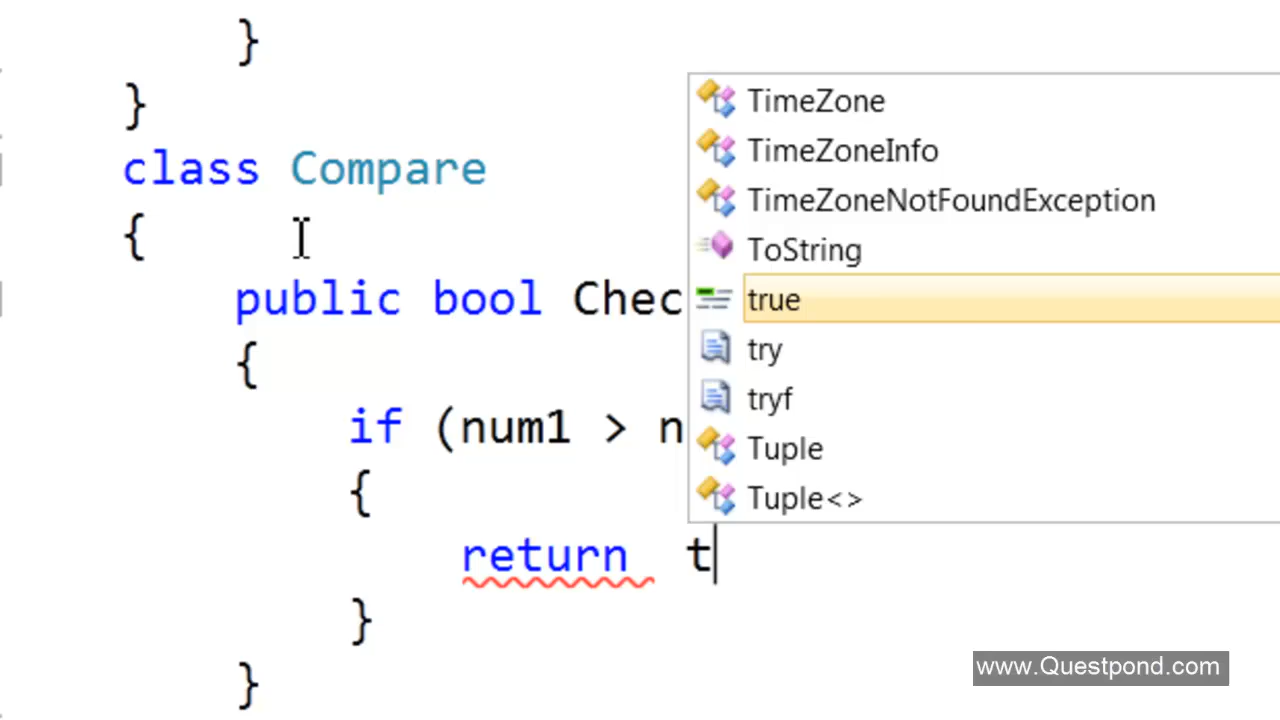 }
}
class Compare
{
public bool Chec
{
if (num1 > n
{
return t
}
}
TimeZone
TimeZoneInfo
TimeZoneNotFoundException
ToString
true
try
tryf
Tuple
Tuple<>
www.Questpond.com